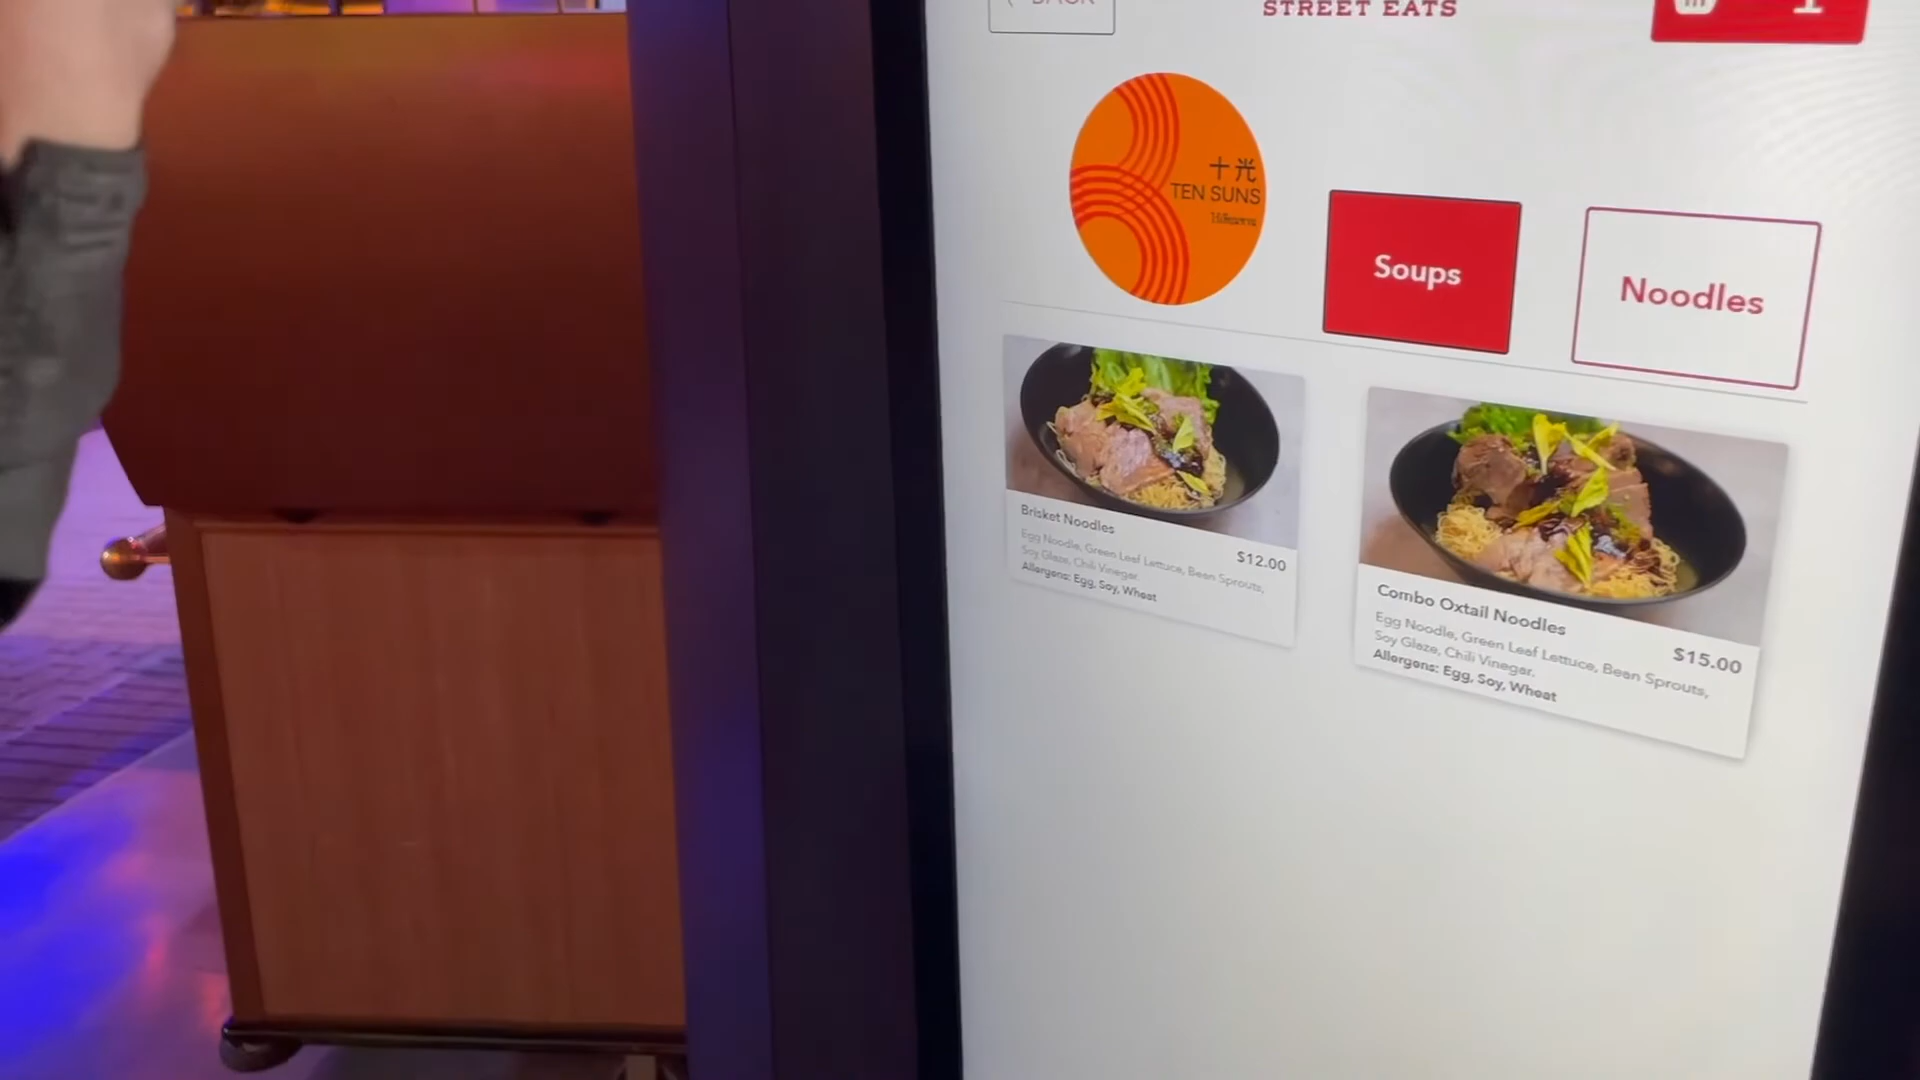 BACK
STREET EATS
1
十光
TEN SUNS
Soups
Noodles
Brisket Noodles
$12.00
Egg Noodle, Green Leaf Lettuce, Bean Sprouts,
Soy Glaze, Chili Vinegar.
Allergens: Egg, Soy, Wheat
Combo Oxtail Noodles
$15.00
Egg Noodle, Green Leaf Lettuce, Bean Sprouts,
Soy Glaze, Chili Vinegar.
Allergens: Egg, Soy, Wheat